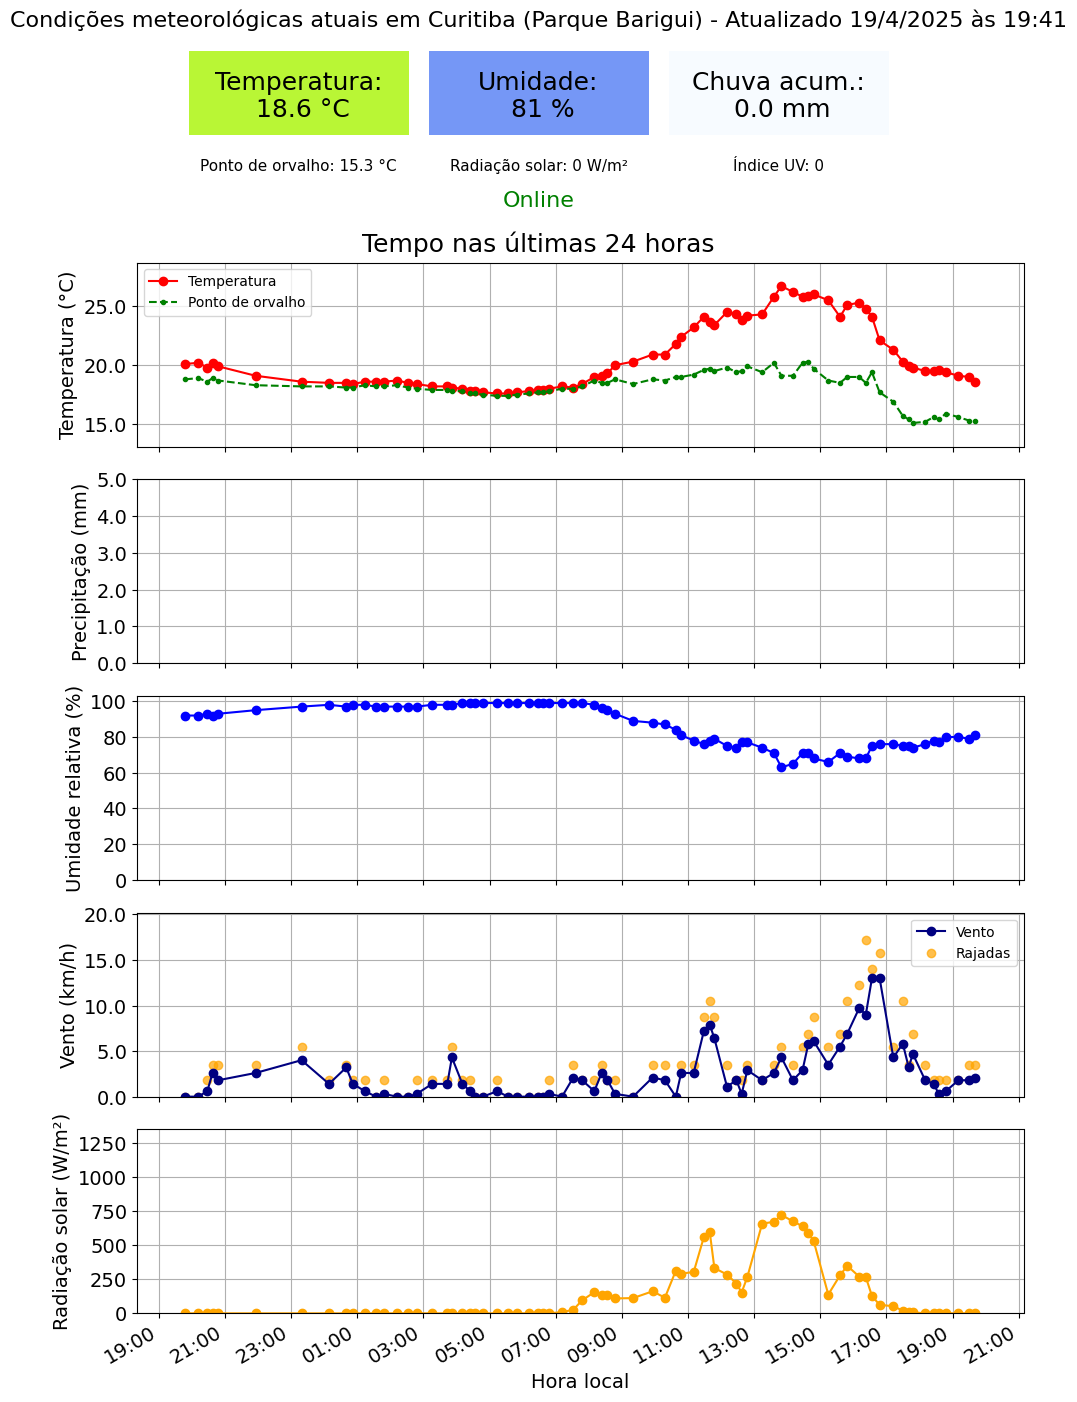 Condições meteorológicas atuais em Curitiba (Parque Barigui) - Atualizado 19/4/2025 às 19:41
Temperatura:
18.6 °C
Umidade:
81 %
Chuva acum.:
0.0 mm
Ponto de orvalho: 15.3 °C
Radiação solar: 0 W/m²
Índice UV: 0
Online
Tempo nas últimas 24 horas
Temperatura (°C)
25.0
20.0
15.0
Temperatura
Ponto de orvalho
Precipitação (mm)
5.0
4.0
3.0
2.0
1.0
0.0
Umidade relativa (%)
100
80
60
40
20
0
Vento (km/h)
20.0
15.0
10.0
5.0
0.0
Vento
Rajadas
Radiação solar (W/m²)
1250
1000
750
500
250
0
19:00
21:00
23:00
01:00
03:00
05:00
07:00
09:00
11:00
13:00
15:00
17:00
19:00
21:00
Hora local